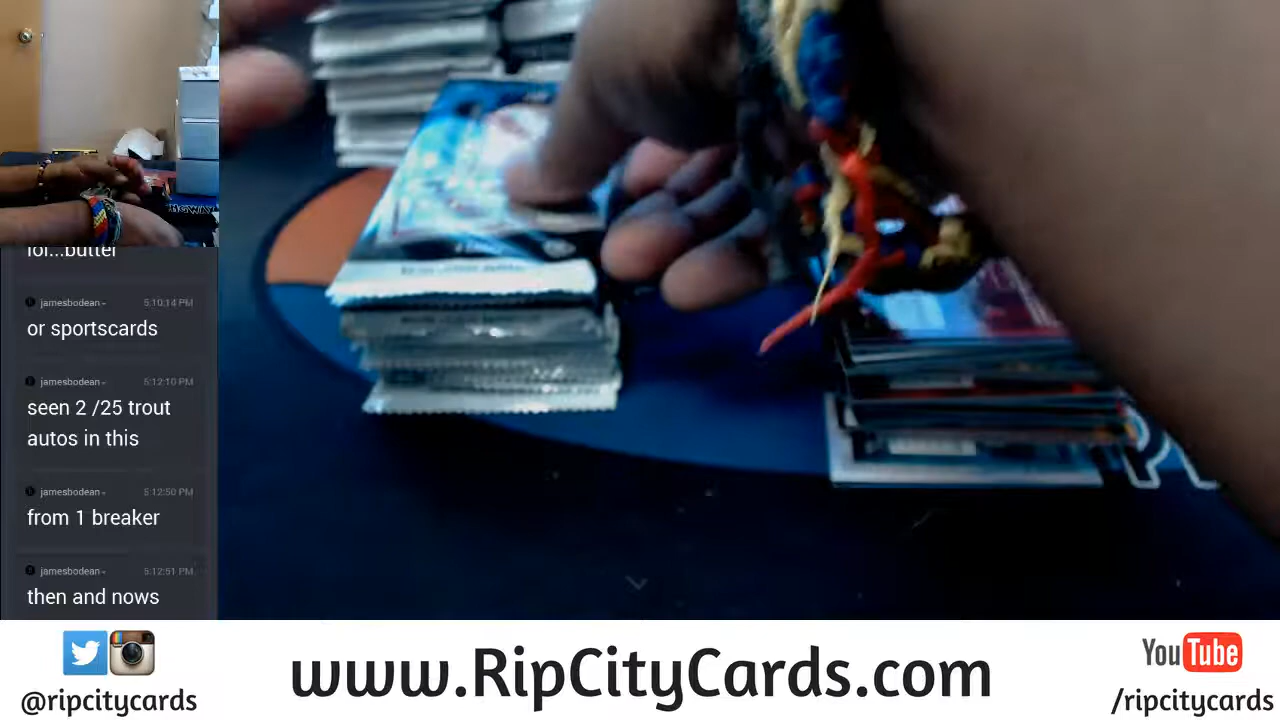 lol...butter
jamesbodean
5:10:14 PM
or sportscards
jamesbodean
5:12:10 PM
seen 2 /25 trout
autos in this
jamesbodean
5:12:50 PM
from 1 breaker
jamesbodean
5:12:51 PM
then and nows
@ripcitycards
www.RipCityCards.com
YouTube
/ripcitycards